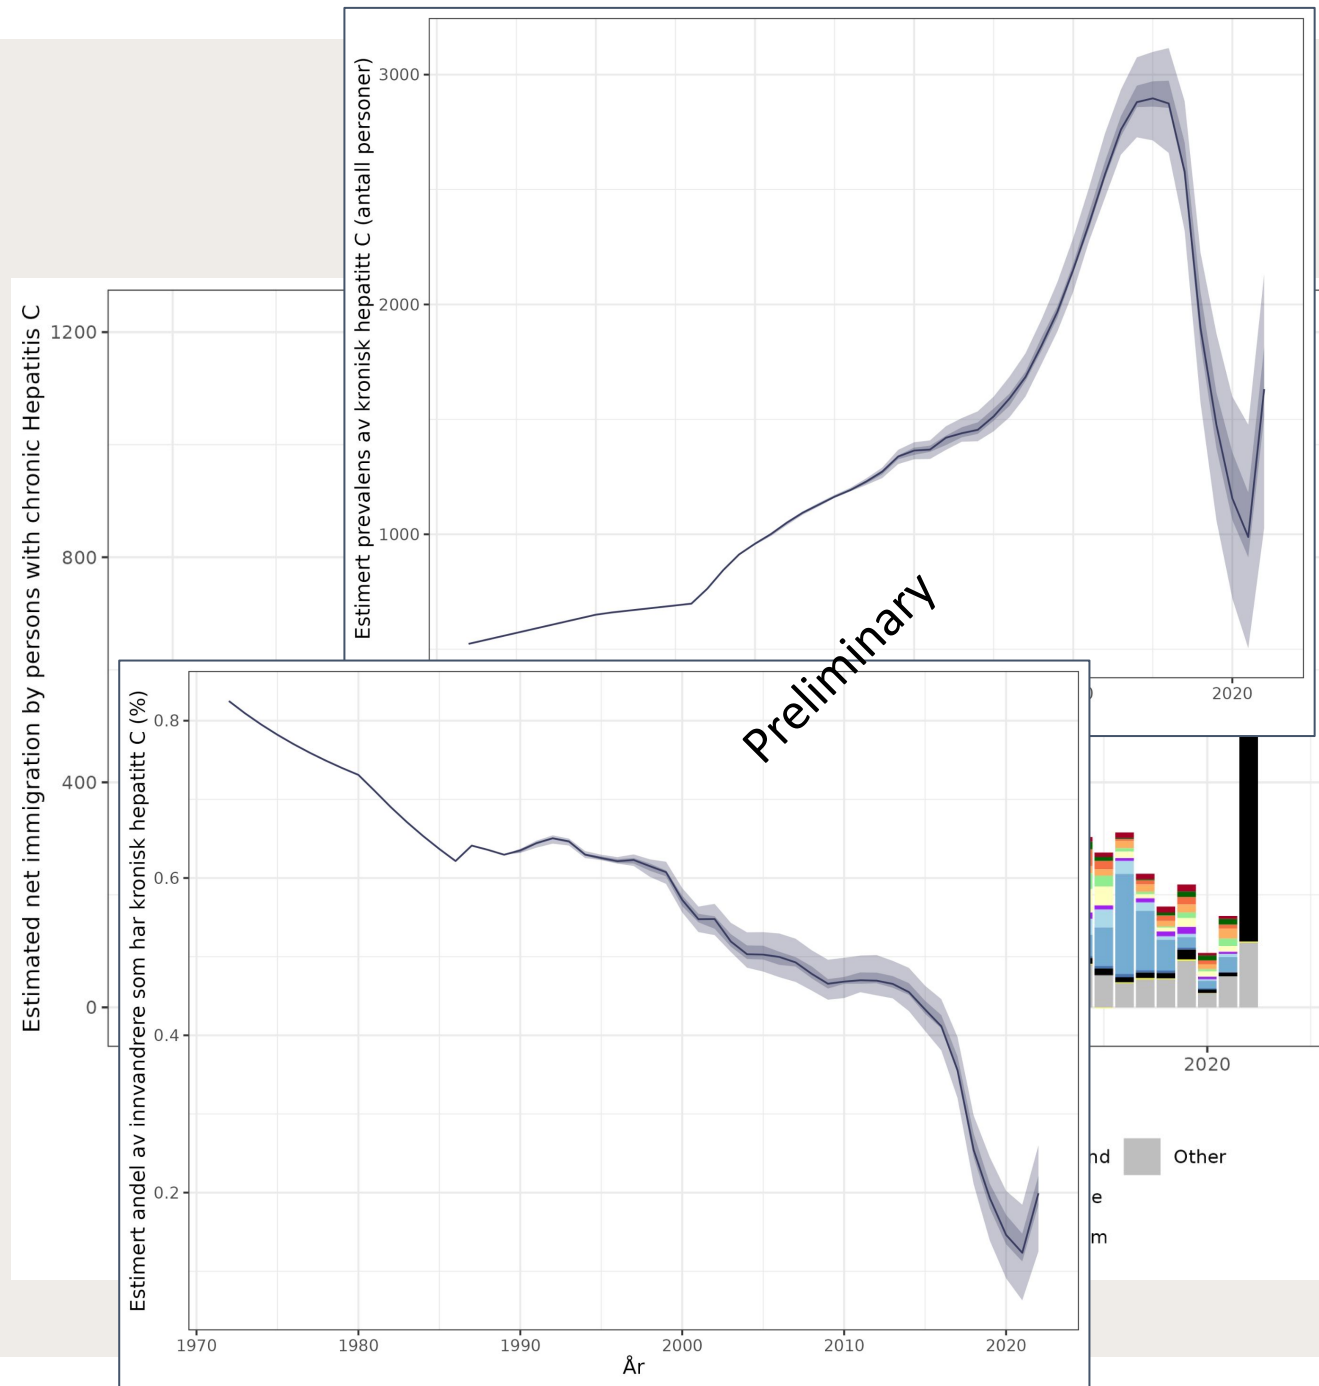 Estimert prevalens av kronisk hepatitt C (antall personer)
3000
2000
1000
2020
Estimated net immigration by persons with chronic Hepatitis C
1200
800
400
0
2020
nd
Other
e
m
Preliminary
Estimert andel av innvandrere som har kronisk hepatitt C (%)
0.8
0.6
0.4
0.2
1970 1980 1990 2000 2010 2020
År